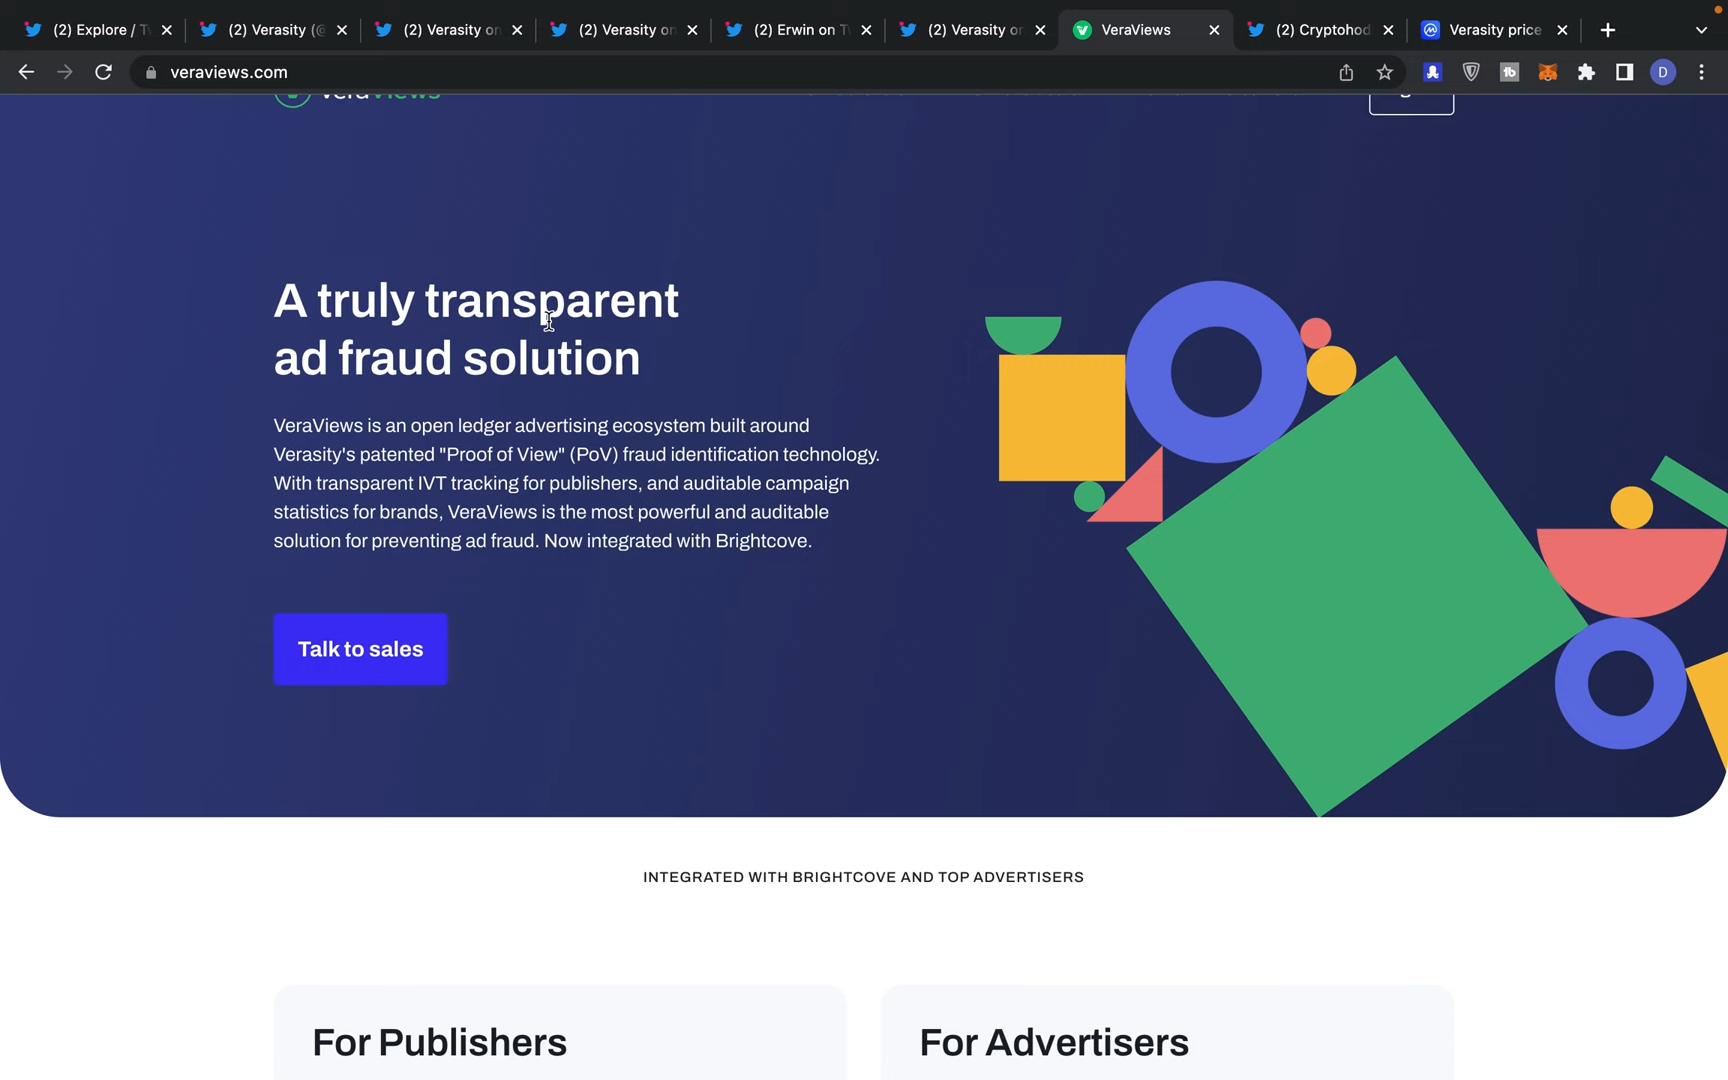 (2) Explore / T
(2) Verasity (@
(2) Verasity on
(2) Verasity on
(2) Erwin on Tw
(2) Verasity on
VeraViews
(2) Cryptohod
Verasity price
veraviews.com
D
A truly transparent
ad fraud solution
VeraViews is an open ledger advertising ecosystem built around
Verasity's patented "Proof of View" (PoV) fraud identification technology.
With transparent IVT tracking for publishers, and auditable campaign
statistics for brands, VeraViews is the most powerful and auditable
solution for preventing ad fraud. Now integrated with Brightcove.
Talk to sales
INTEGRATED WITH BRIGHTCOVE AND TOP ADVERTISERS
For Publishers
For Advertisers